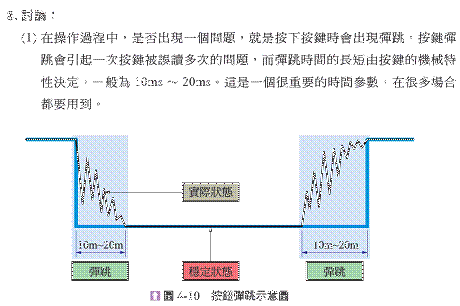 8. 討論：
(1) 在操作過程中，是否出現一個問題，就是按下按鍵時會出現彈跳。按鍵彈
跳會引起一次按鍵被誤讀多次的問題，而彈跳時間的長短由按鍵的機械特
性決定，一般為 10ms ~ 20ms。這是一個很重要的時間參數，在很多場合
都要用到。
實際狀態
10m~20m 10m~20m
彈跳 穩定狀態 彈跳
圖 4-10 按鈕彈跳示意圖